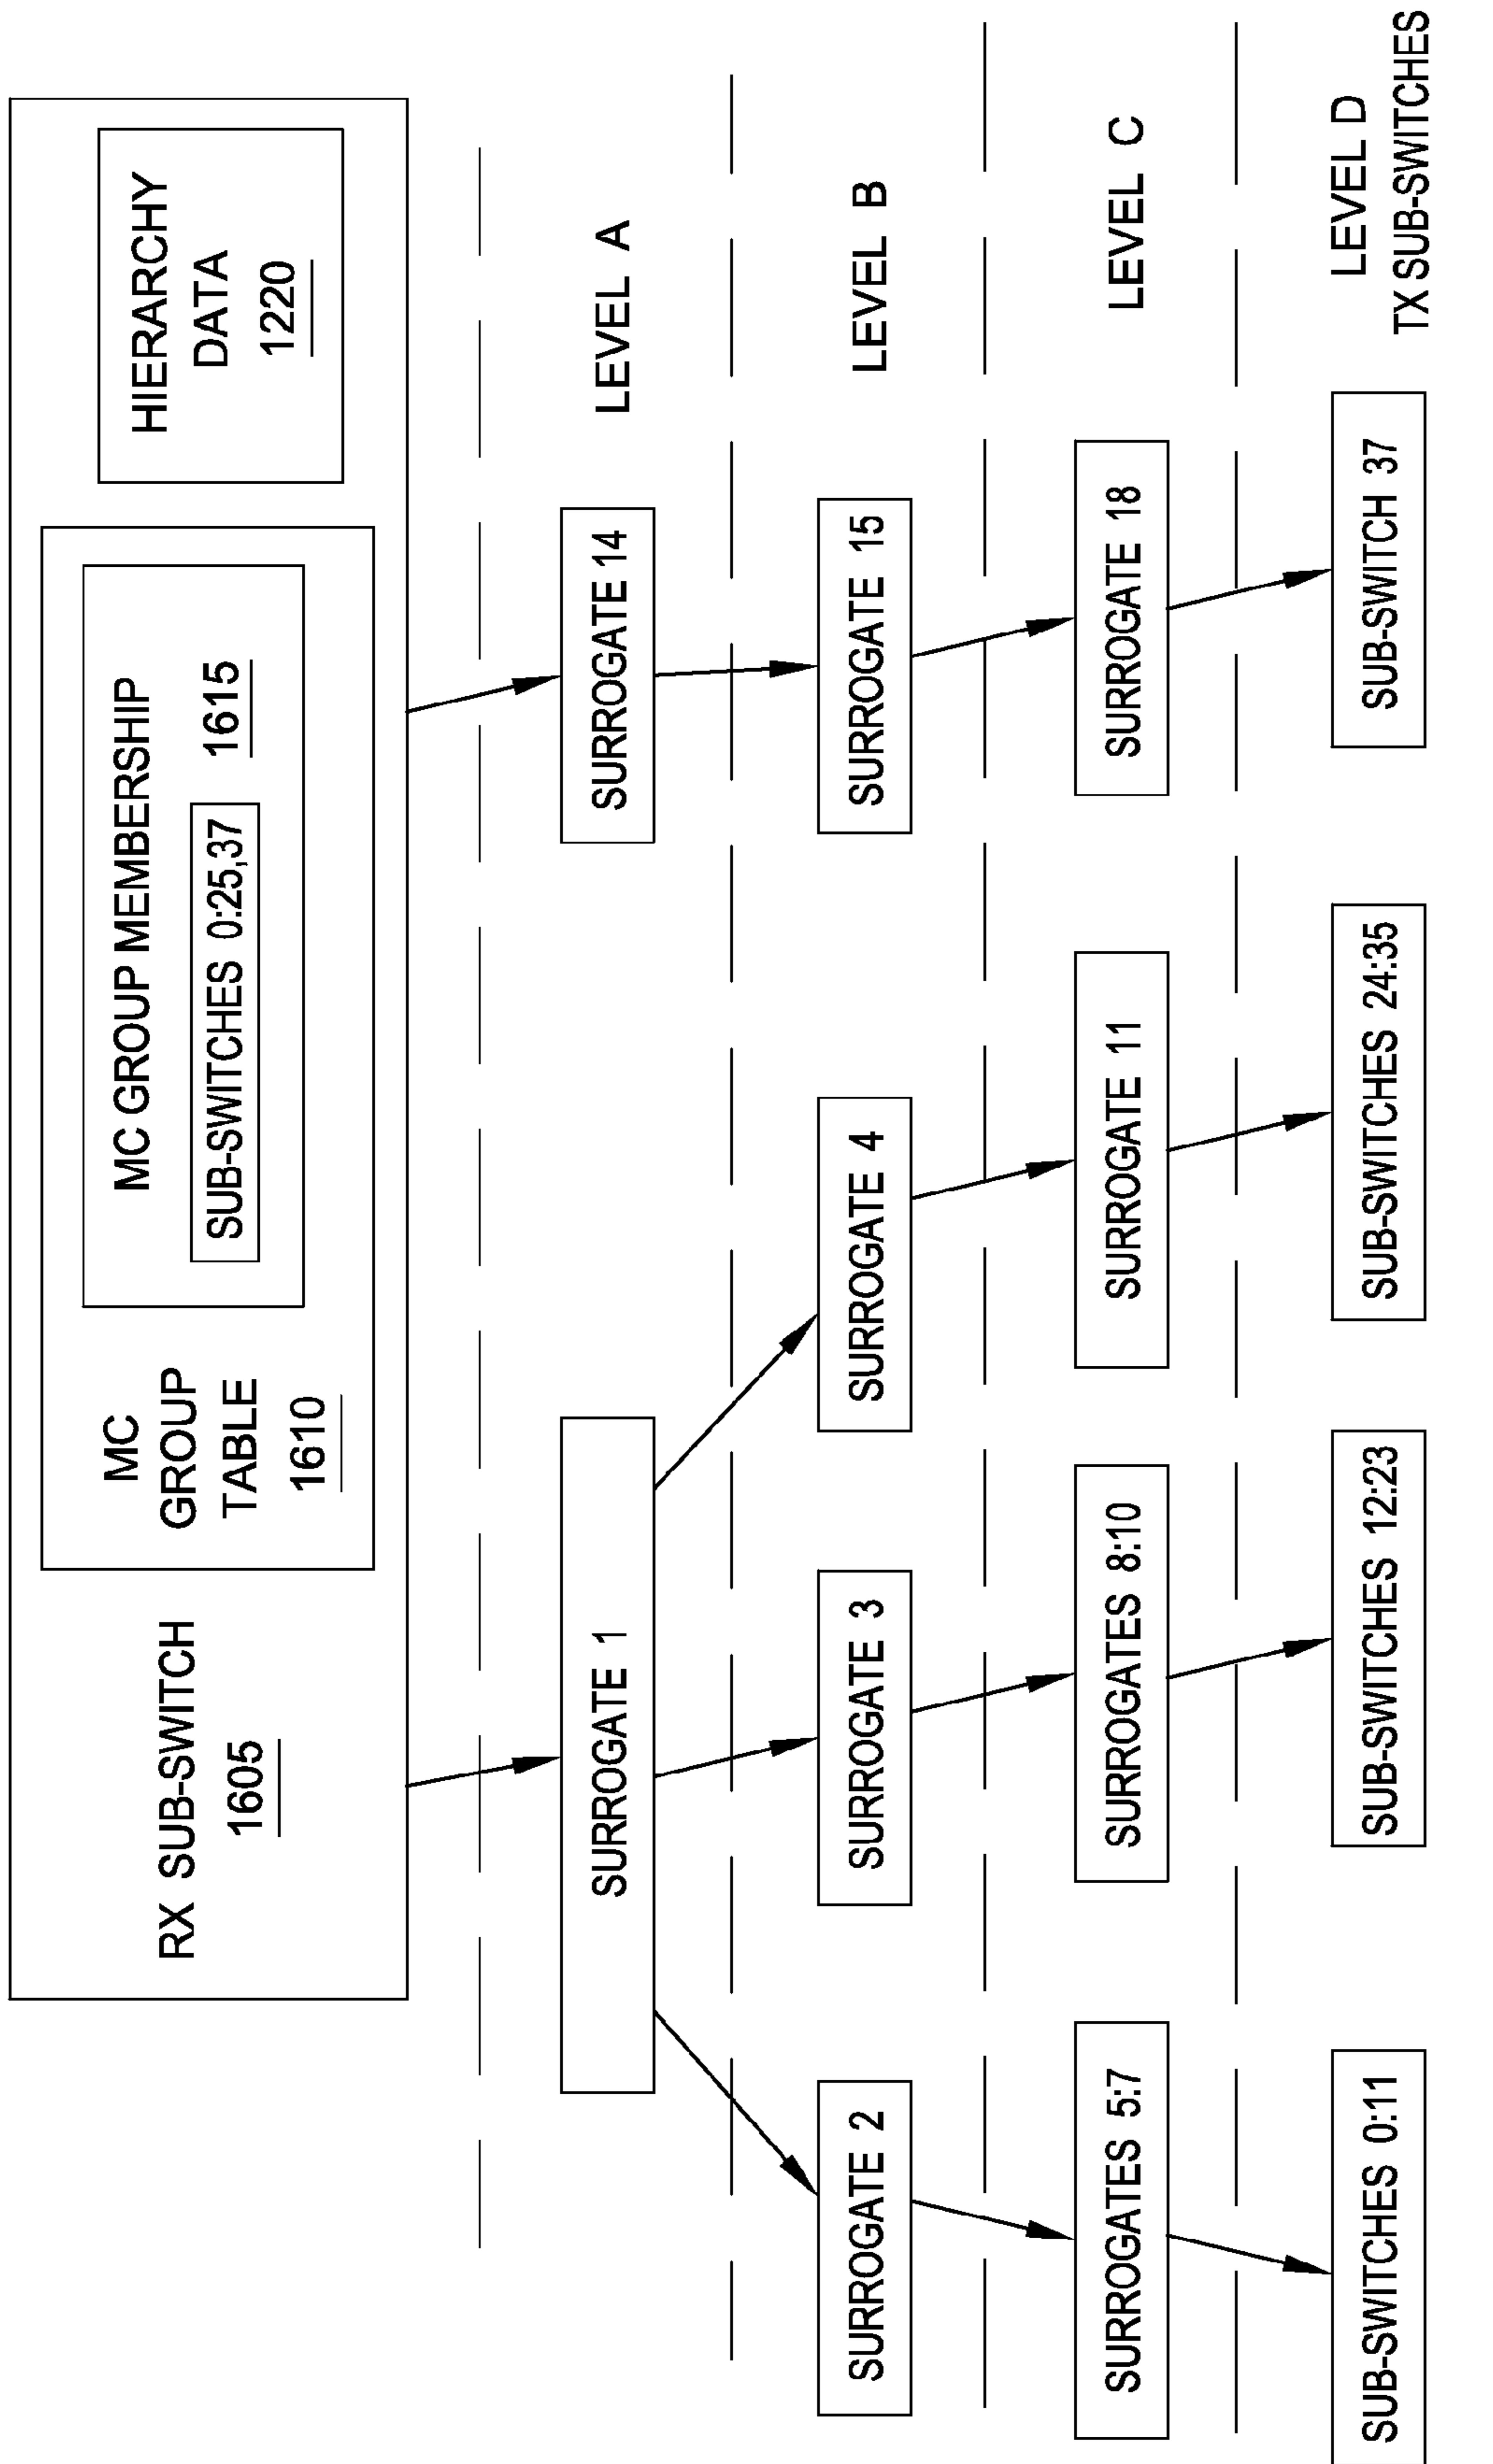 RX SUB-SWITCH
1605
MC
GROUP
TABLE
1610
MC GROUP MEMBERSHIP
SUB-SWITCHES 0:25,37
1615
HIERARCHY
DATA
1220
SURROGATE 1
SURROGATE 14
LEVEL A
SURROGATE 2
SURROGATE 3
SURROGATE 4
SURROGATE 15
LEVEL B
SURROGATES 5:7
SURROGATES 8:10
SURROGATE 11
SURROGATE 18
LEVEL C
SUB-SWITCHES 0:11
SUB-SWITCHES 12:23
SUB-SWITCHES 24:35
SUB-SWITCH 37
LEVEL D
TX SUB-SWITCHES